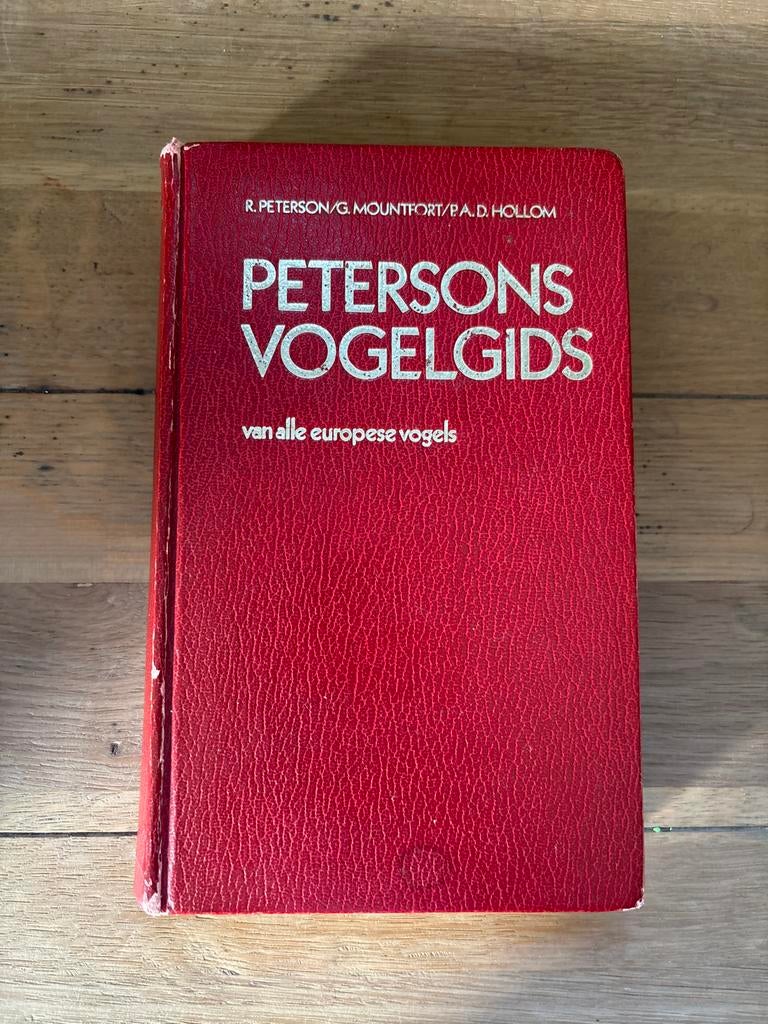 R. PETERSON/G. MOUNTFORT/P.A.D. HOLLOM
PETERSONS
VOGELGIDS
van alle europese vogels